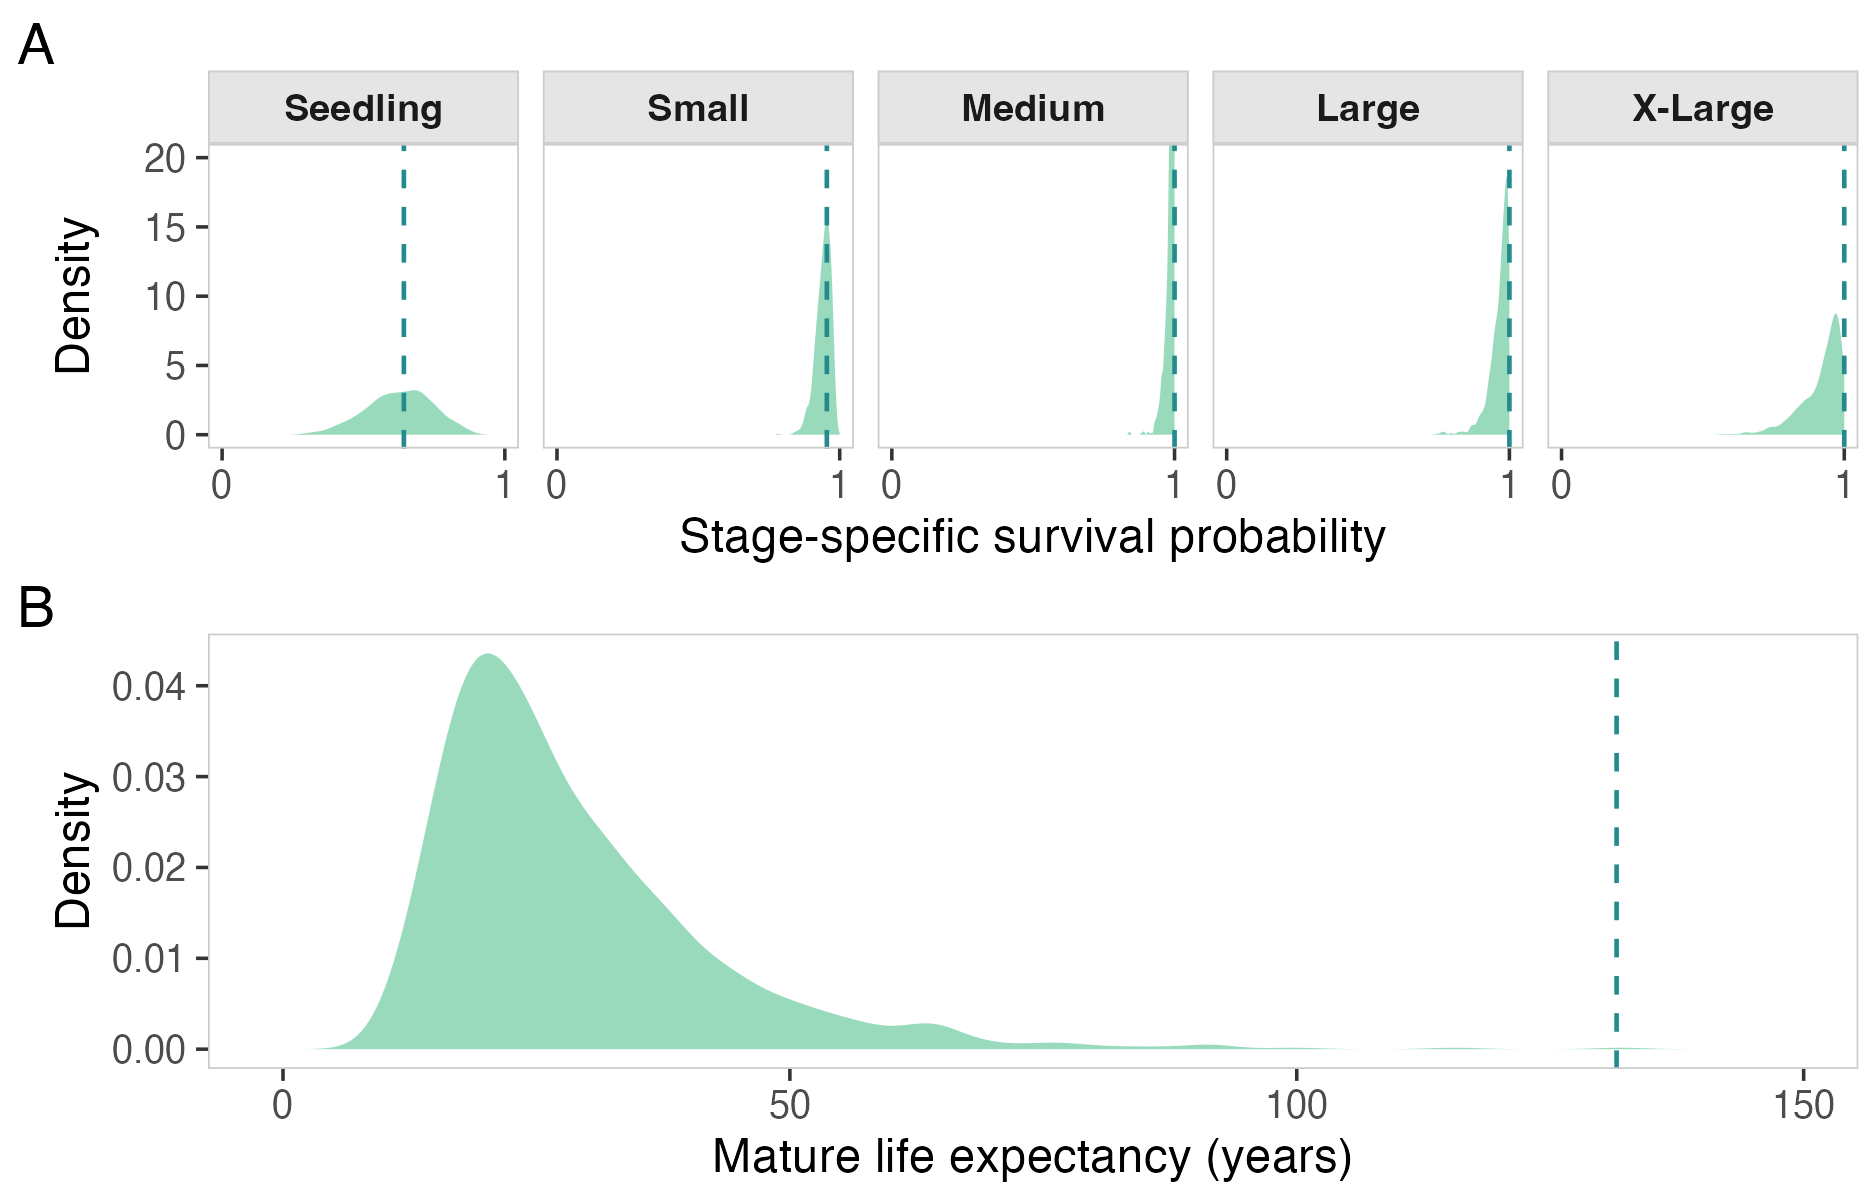 A
Seedling Small Medium Large X-Large
20
15
10
5
0
Density
0 1 0 1 0 1 0 1 0 1
Stage-specific survival probability
B
0.04
0.03
0.02
0.01
0.00
Density
0 50 100 150
Mature life expectancy (years)